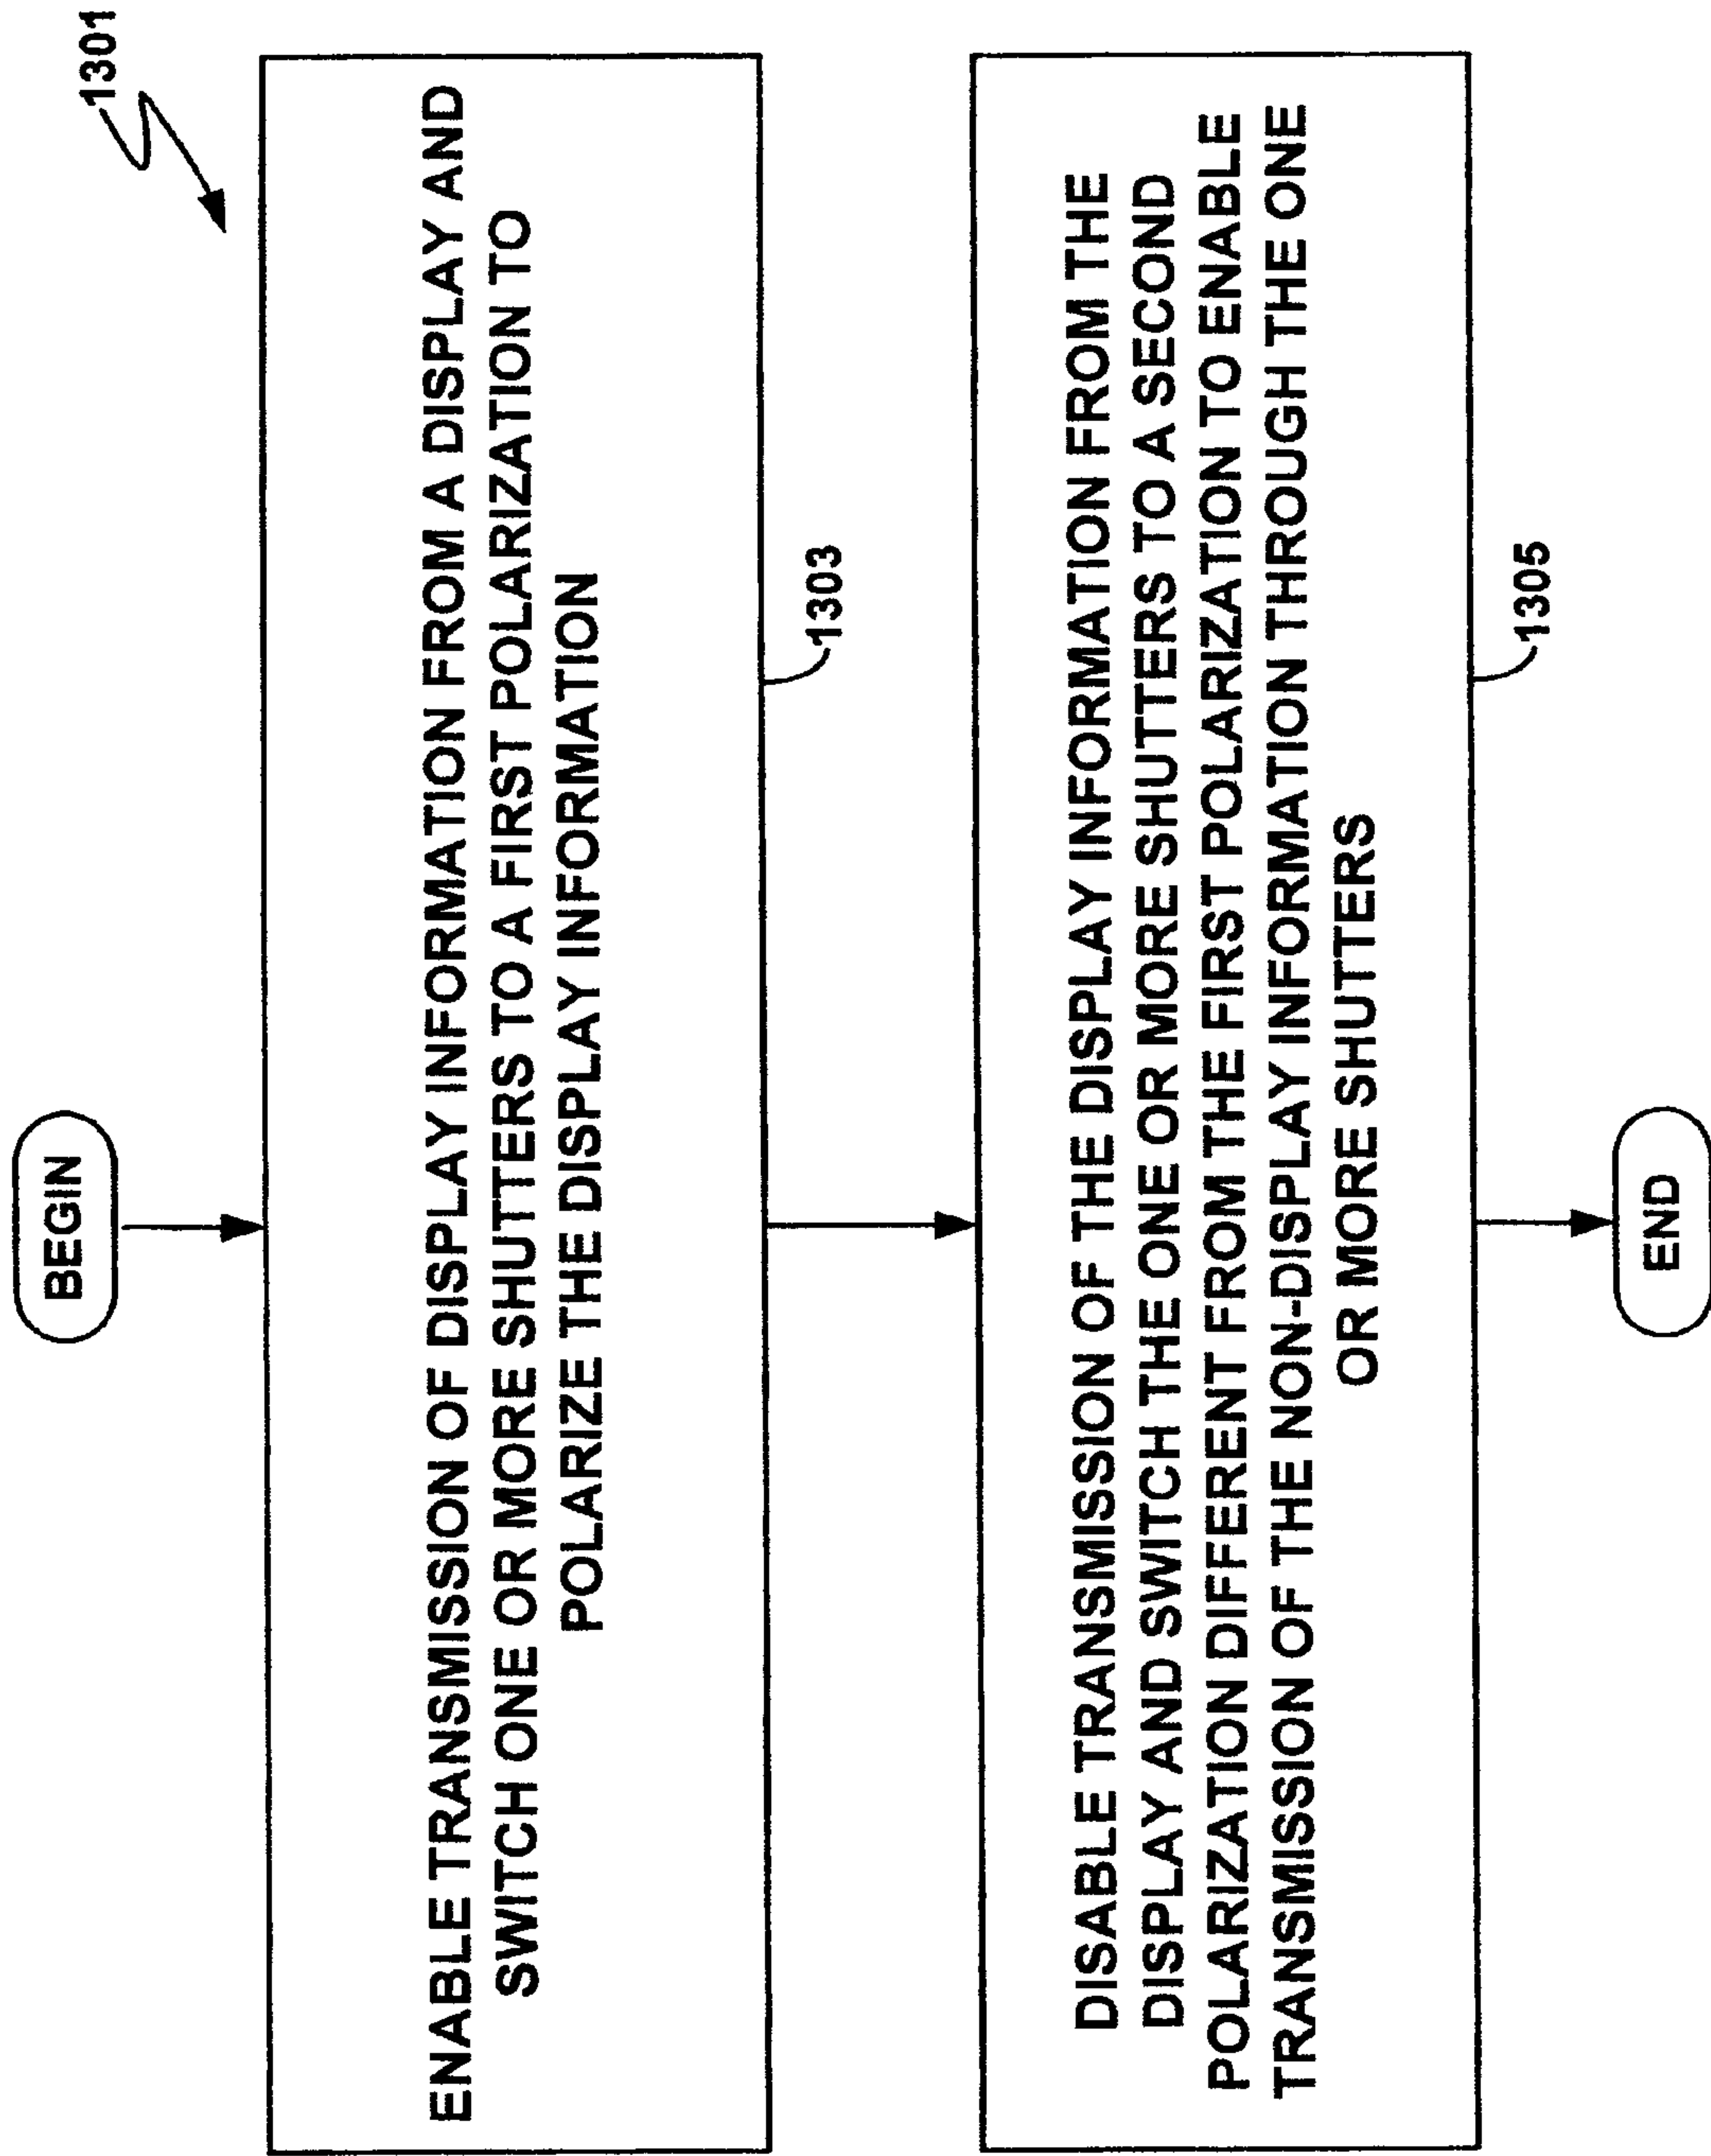 1301
BEGIN
ENABLE TRANSMISSION OF DISPLAY INFORMATION FROM A DISPLAY AND
SWITCH ONE OR MORE SHUTTERS TO A FIRST POLARIZATION TO
POLARIZE THE DISPLAY INFORMATION
1303
DISABLE TRANSMISSION OF THE DISPLAY INFORMATION FROM THE
DISPLAY AND SWITCH THE ONE OR MORE SHUTTERS TO A SECOND
POLARIZATION DIFFERENT FROM THE FIRST POLARIZATION TO ENABLE
TRANSMISSION OF THE NON-DISPLAY INFORMATION THROUGH THE ONE
OR MORE SHUTTERS
1305
END